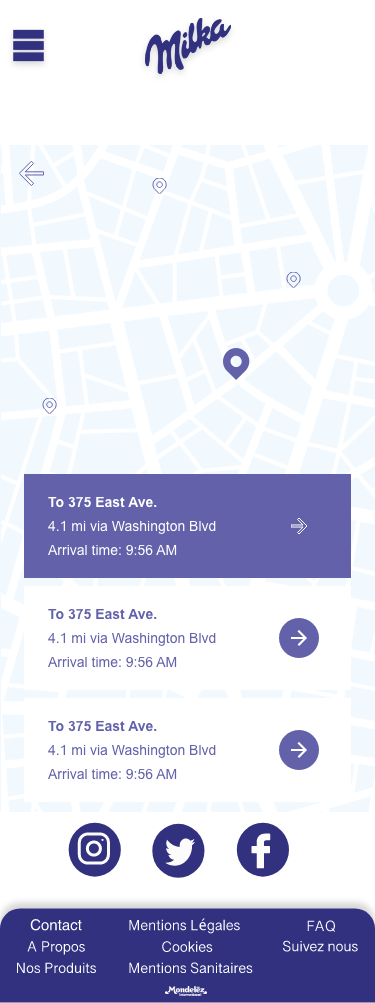 Milka
To 375 East Ave.
4.1 mi via Washington Blvd
Arrival time: 9:56 AM
To 375 East Ave.
4.1 mi via Washington Blvd
Arrival time: 9:56 AM
To 375 East Ave.
4.1 mi via Washington Blvd
Arrival time: 9:56 AM
Contact
A Propos
Nos Produits
Mentions Légales
Cookies
Mentions Sanitaires
FAQ
Suivez nous
Mondelēz
International